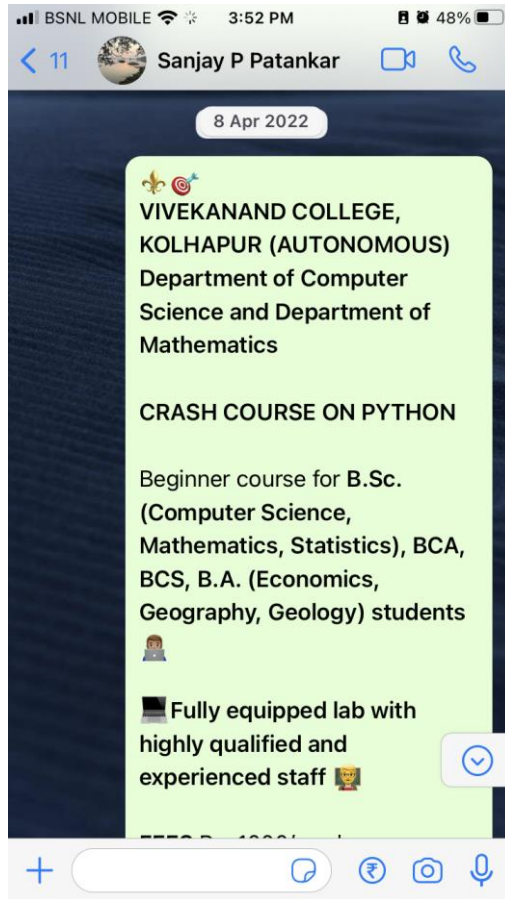 BSNL MOBILE 3:52 PM 48%
11 Sanjay P Patankar
8 Apr 2022
VIVEKANAND COLLEGE,
KOLHAPUR (AUTONOMOUS)
Department of Computer
Science and Department of
Mathematics
CRASH COURSE ON PYTHON
Beginner course for B.Sc.
(Computer Science,
Mathematics, Statistics), BCA,
BCS, B.A. (Economics,
Geography, Geology) students
Fully equipped lab with
highly qualified and
experienced staff